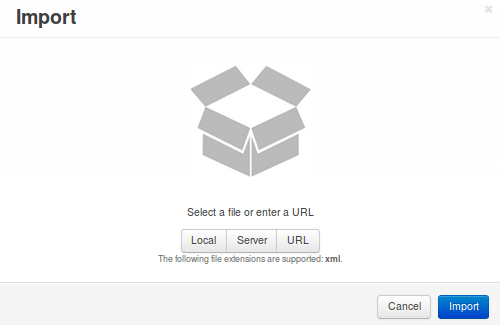 Import
×
Select a file or enter a URL
Local Server URL
The following file extensions are supported: xml.
Cancel Import